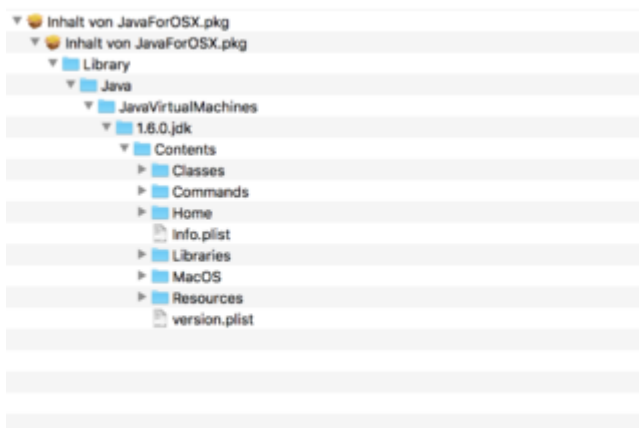 Inhalt von JavaForOSX.pkg
Inhalt von JavaForOSX.pkg
Library
Java
JavaVirtualMachines
1.6.0.jdk
Contents
Classes
Commands
Home
Info.plist
Libraries
MacOS
Resources
version.plist